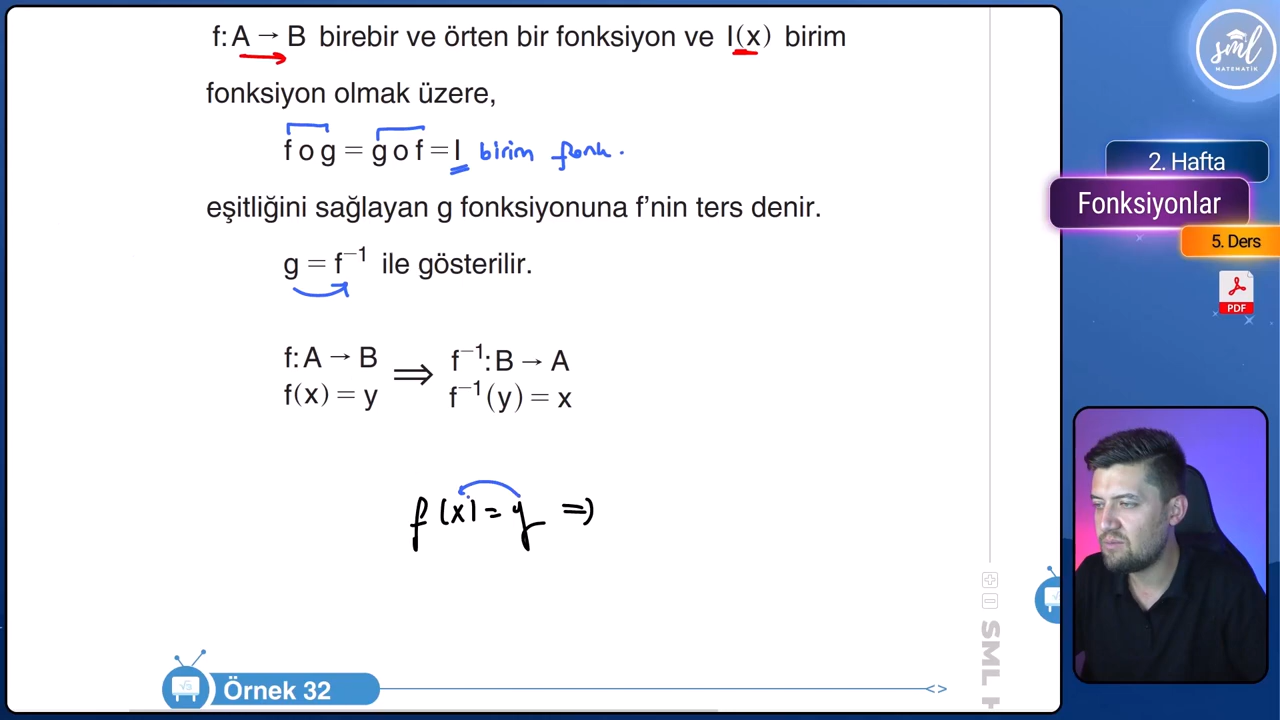 f: A → B birebir ve örten bir fonksiyon ve I(x) birim
fonksiyon olmak üzere,
f o g = g o f = I birim fonk.
eşitliğini sağlayan g fonksiyonuna f'nin ters denir.
g = f⁻¹ ile gösterilir.
f: A → B ⟹ f⁻¹: B → A
f(x) = y f⁻¹(y) = x
f(x) = y ⇒
Örnek 32
<>
SML
sml
MATEMATİK
2. Hafta
Fonksiyonlar
5. Ders
PDF